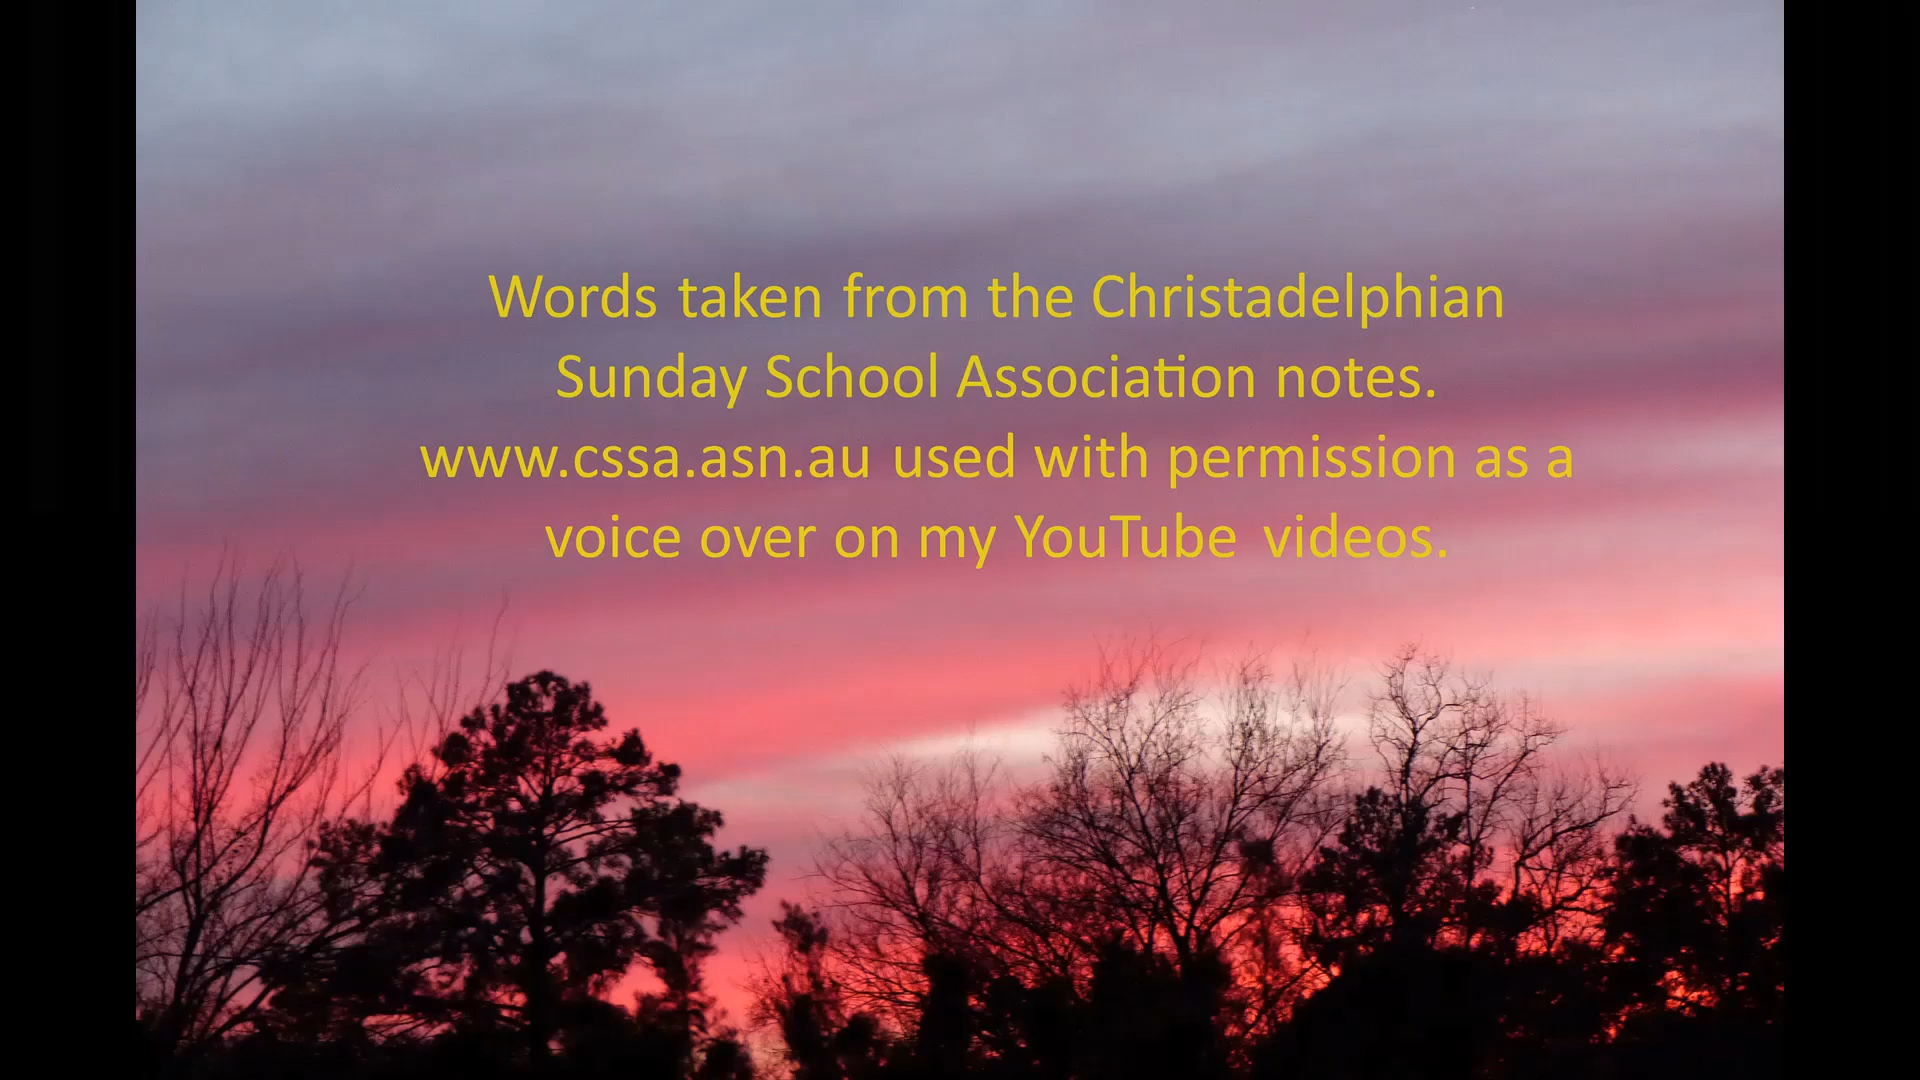 Words taken from the Christadelphian
Sunday School Association notes.
www.cssa.asn.au used with permission as a
voice over on my YouTube videos.